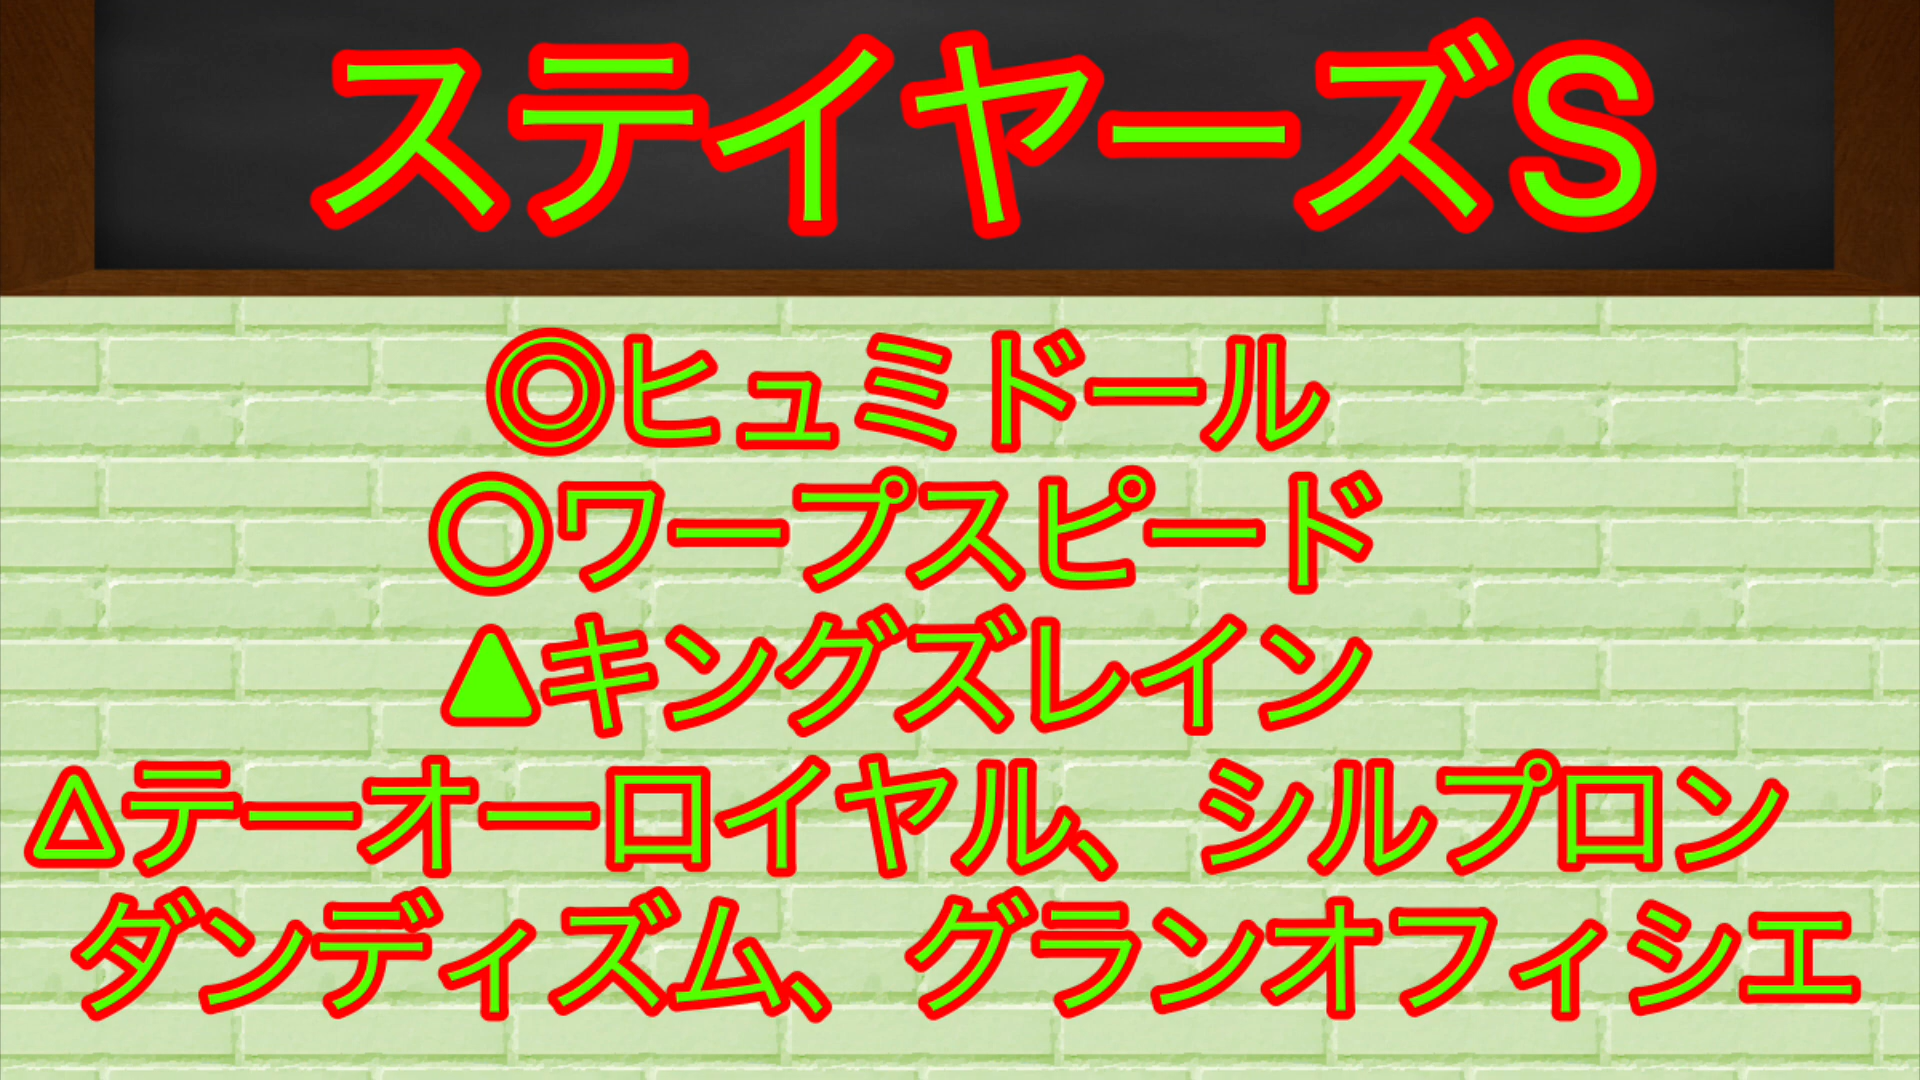 ステイヤーズS
◎ヒュミドール
○ワープスピード
▲キングズレイン
△テーオーロイヤル、シルプロン
ダンディズム、グランオフィシエ